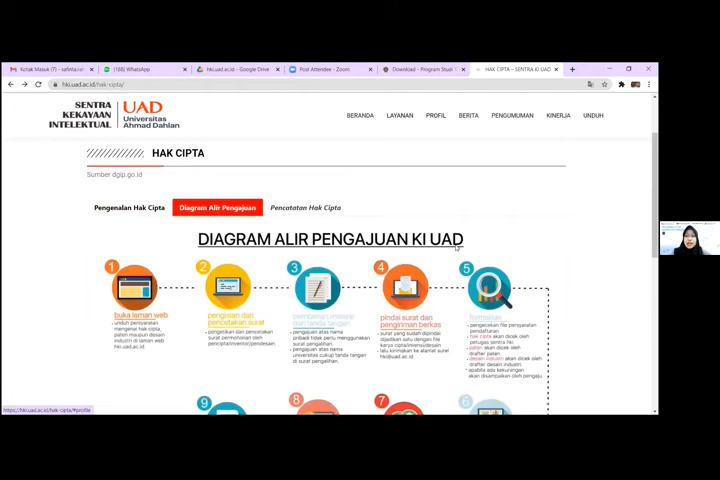 Kotak Masuk (7) - safinta.raf
(188) WhatsApp
hki.uad.ac.id - Google Drive
Post Attendee - Zoom
Download - Program Studi T
HAK CIPTA – SENTRA KI UAD
hki.uad.ac.id/hak-cipta/
SENTRA
KEKAYAAN
INTELEKTUAL
UAD
Universitas
Ahmad Dahlan
BERANDA LAYANAN PROFIL BERITA PENGUMUMAN KINERJA UNDUH
HAK CIPTA
Sumber dgip.go.id
Pengenalan Hak Cipta
Diagram Alir Pengajuan
Pencatatan Hak Cipta
DIAGRAM ALIR PENGAJUAN KI UAD
1
buka laman web
• unduh persyaratan
mengenai hak cipta,
paten maupun desain
industri di laman web
hki.uad.ac.id
2
pengisian dan
pencetakan surat
• pengetikan dan pencetakan
surat permohonan oleh
pencipta/inventor/pendesain.
3
dan tanda tangan
• pengajuan atas nama
pribadi tidak perlu menggunakan
surat pengalihan.
• pengajuan atas nama
universitas cukup tanda tangan
di surat pengalihan.
4
pindai surat dan
pengiriman berkas
• surat yang sudah dipindai
dijadikan satu dengan file
karya cipta/invensi/desain
• lalu kirimkan ke alamat surel
hki@uad.ac.id
5
formalitas
• pengecekan file persyaratan
pendaftaran
• hak cipta akan dicek oleh
petugas sentra hki
• paten akan dicek oleh
drafter paten
• desain industri akan dicek oleh
drafter desain industri
• apabila ada kekurangan
akan disampaikan oleh pengaju.
9
8
7
6
https://hki.uad.ac.id/hak-cipta/#profile